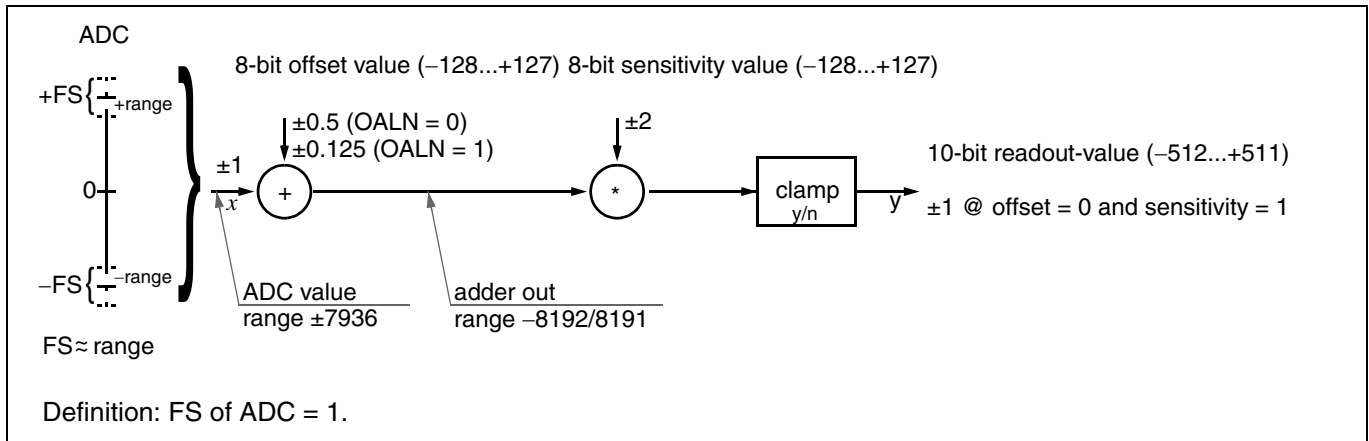 ADC
8-bit offset value (−128...+127) 8-bit sensitivity value (−128...+127)
+FS{
+range
±0.5 (OALN = 0)
±0.125 (OALN = 1)
±2
±1
x
+
*
clamp
y/n
y
10-bit readout-value (−512...+511)
±1 @ offset = 0 and sensitivity = 1
0
−FS{
−range
ADC value
range ±7936
adder out
range −8192/8191
FS≈ range
Definition: FS of ADC = 1.